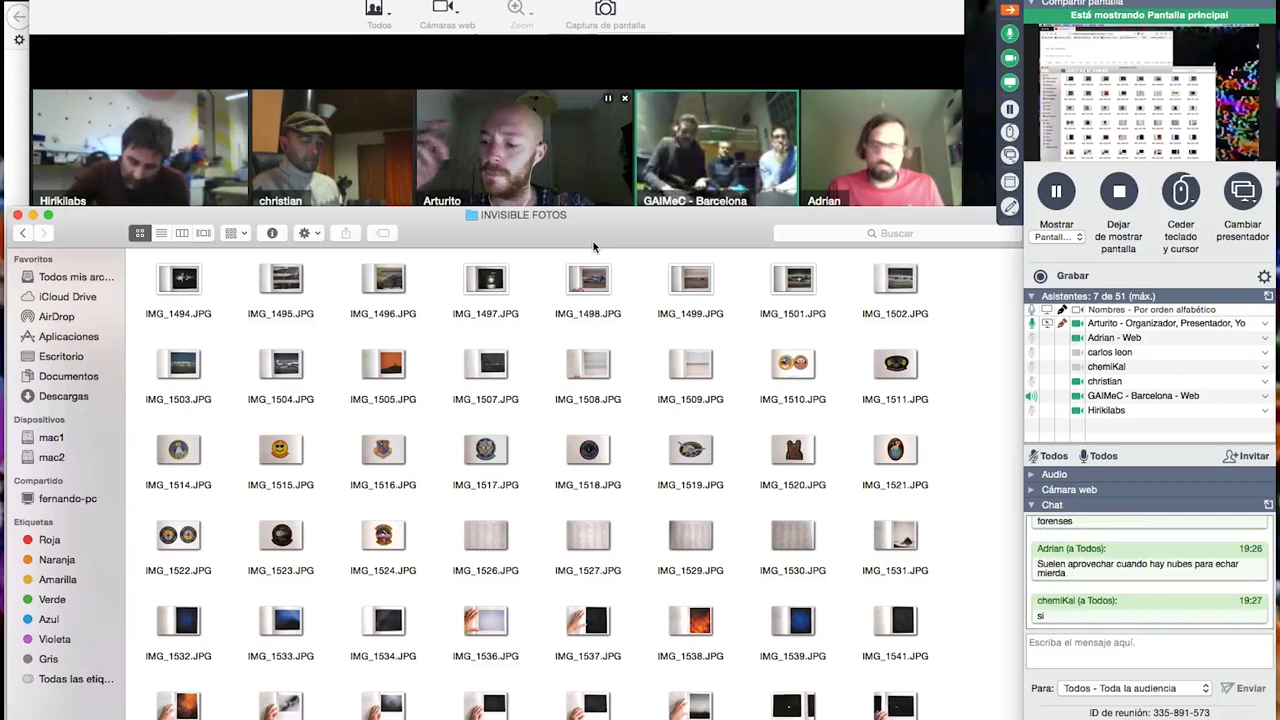 Todos
Cámaras web
Zoom
Captura de pantalla
Hirikilabs
christian
Arturito
GAIMeC - Barcelona
Adrian
INVISIBLE FOTOS
Buscar
Favoritos
Todos mis arc...
iCloud Drive
AirDrop
Aplicaciones
Escritorio
Documentos
Descargas
Dispositivos
mac1
mac2
Compartido
fernando-pc
Etiquetas
Roja
Naranja
Amarilla
Verde
Azul
Violeta
Gris
Todas las etiq...
IMG_1494.JPG
IMG_1495.JPG
IMG_1496.JPG
IMG_1497.JPG
IMG_1498.JPG
IMG_1499.JPG
IMG_1501.JPG
IMG_1502.JPG
IMG_1503.JPG
IMG_1504.JPG
IMG_1505.JPG
IMG_1507.JPG
IMG_1508.JPG
IMG_1509.JPG
IMG_1510.JPG
IMG_1511.JPG
IMG_1514.JPG
IMG_1515.JPG
IMG_1516.JPG
IMG_1517.JPG
IMG_1518.JPG
IMG_1519.JPG
IMG_1520.JPG
IMG_1521.JPG
IMG_1522.JPG
IMG_1523.JPG
IMG_1524.JPG
IMG_1526.JPG
IMG_1527.JPG
IMG_1529.JPG
IMG_1530.JPG
IMG_1531.JPG
IMG_1532.JPG
IMG_1533.JPG
IMG_1534.JPG
IMG_1536.JPG
IMG_1537.JPG
IMG_1538.JPG
IMG_1539.JPG
IMG_1541.JPG
Compartir pantalla
Está mostrando Pantalla principal
Mostrar
Pantall...
Dejar
de mostrar
pantalla
Ceder
teclado
y cursor
Cambiar
presentador
Grabar
Asistentes: 7 de 51 (máx.)
Nombres - Por orden alfabético
Arturito - Organizador, Presentador, Yo
Adrian - Web
carlos leon
chemiKal
christian
GAIMeC - Barcelona - Web
Hirikilabs
Todos
Todos
Invitar
Audio
Cámara web
Chat
forenses
Adrian (a Todos): 19:26
Suelen aprovechar cuando hay nubes para echar
mierda
chemiKal (a Todos): 19:27
si
Escriba el mensaje aquí.
Para: Todos - Toda la audiencia
Enviar
ID de reunión: 335-891-573